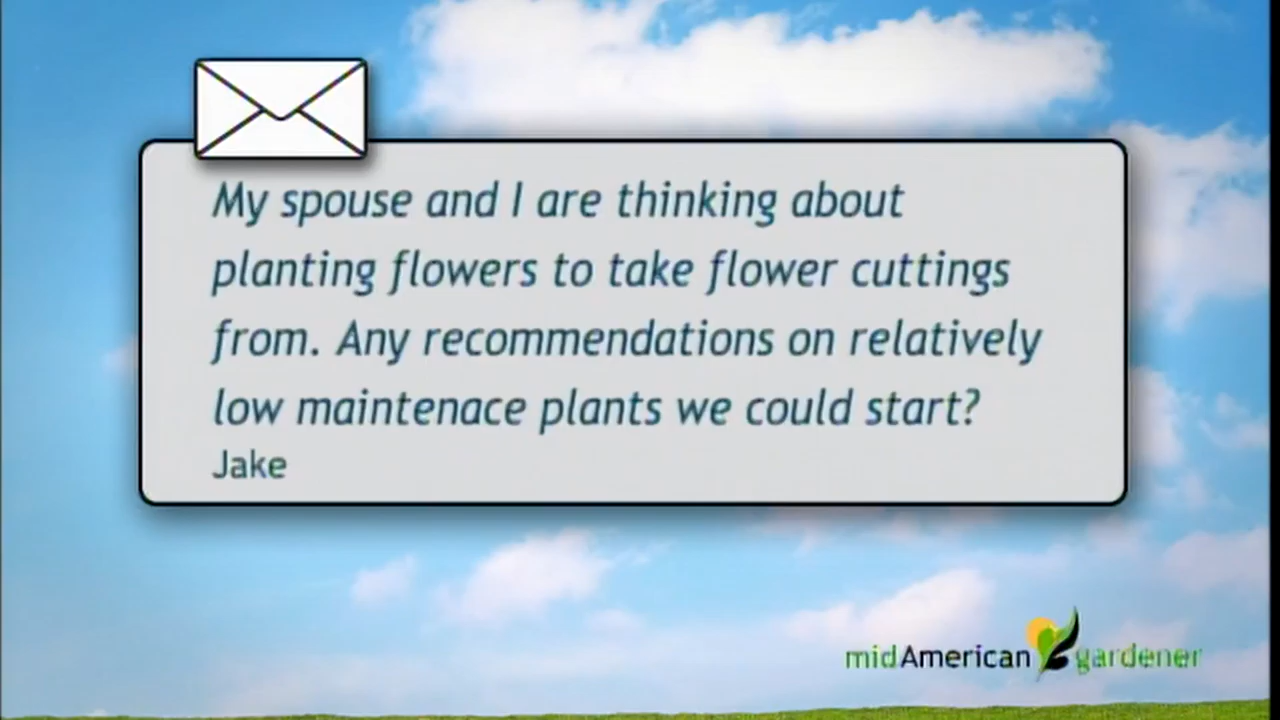 My spouse and I are thinking about
planting flowers to take flower cuttings
from. Any recommendations on relatively
low maintenace plants we could start?
Jake
midAmerican gardener